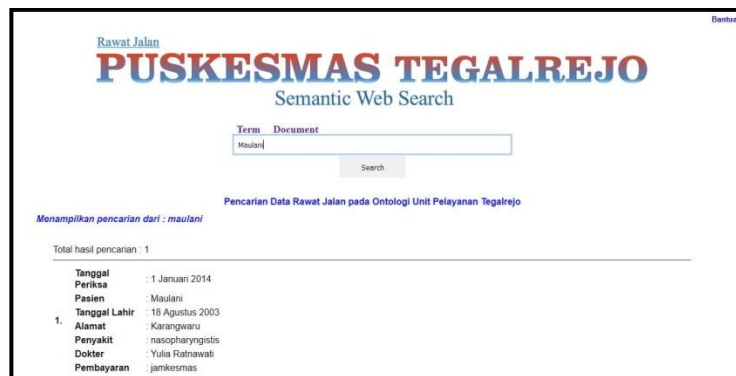 Bantua
Rawat Jalan
PUSKESMAS TEGALREJO
Semantic Web Search
Term Document
Maulani
Search
Pencarian Data Rawat Jalan pada Ontologi Unit Pelayanan Tegalrejo
Menampilkan pencarian dari : maulani
Total hasil pencarian : 1
1.
Tanggal Periksa : 1 Januari 2014
Pasien : Maulani
Tanggal Lahir : 18 Agustus 2003
Alamat : Karangwaru
Penyakit : nasopharyngistis
Dokter : Yulia Ratnawati
Pembayaran : jamkesmas